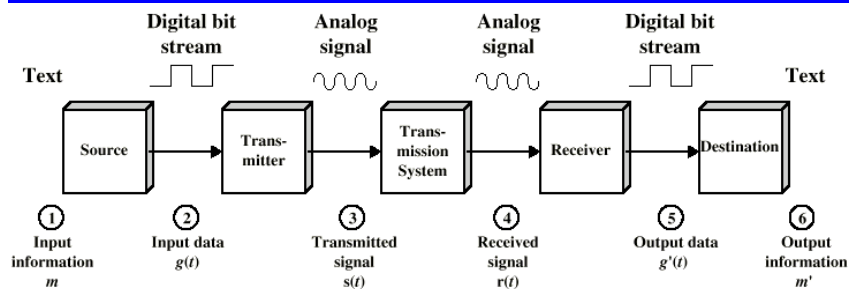 Digital bit
stream
Analog
signal
Analog
signal
Digital bit
stream
Text
Text
Source
Trans-
mitter
Trans-
mission
System
Receiver
Destination
1
2
3
4
5
6
Input
information
m
Input data
g(t)
Transmitted
signal
s(t)
Received
signal
r(t)
Output data
g'(t)
Output
information
m'